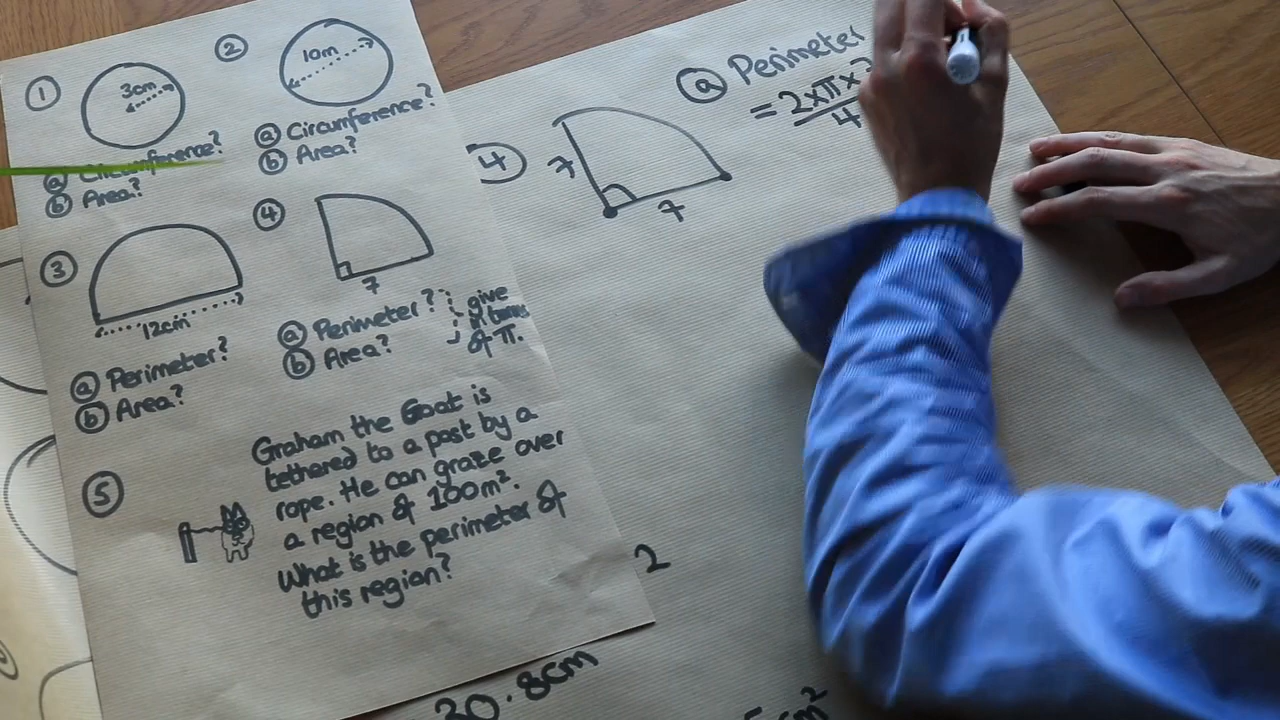 ① 3cm
ⓐ Circumference?
ⓑ Area?
② 10m
ⓐ Circumference?
ⓑ Area?
③ 12cm
ⓐ Perimeter?
ⓑ Area?
④ 7
ⓐ Perimeter?
ⓑ Area?
give
in terms
of π.
⑤ Graham the Goat is
tethered to a post by a
rope. He can graze over
a region of 100m².
What is the perimeter of
this region?
④ 7
7
ⓐ Perimeter
= 2×π×
4
2
30.8cm
cm²